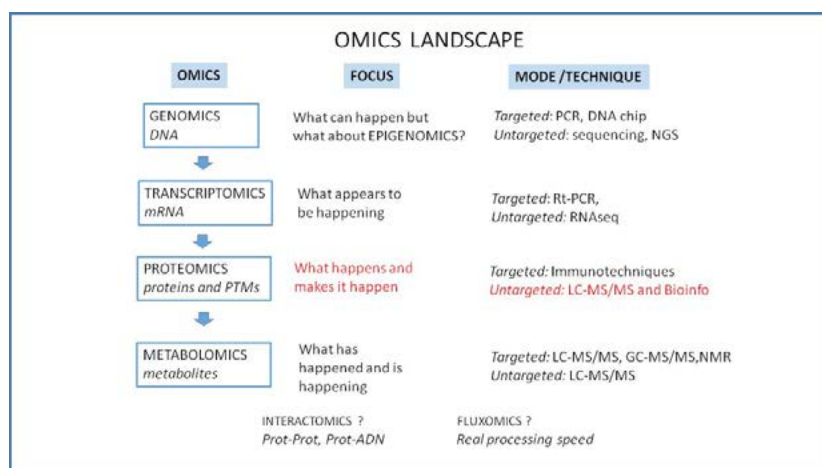 OMICS LANDSCAPE
OMICS
FOCUS
MODE /TECHNIQUE
GENOMICS
DNA
What can happen but
what about EPIGENOMICS?
Targeted: PCR, DNA chip
Untargeted: sequencing, NGS
TRANSCRIPTOMICS
mRNA
What appears to
be happening
Targeted: Rt-PCR,
Untargeted: RNAseq
PROTEOMICS
proteins and PTMs
What happens and
makes it happen
Targeted: Immunotechniques
Untargeted: LC-MS/MS and Bioinfo
METABOLOMICS
metabolites
What has
happened and is
happening
Targeted: LC-MS/MS, GC-MS/MS,NMR
Untargeted: LC-MS/MS
INTERACTOMICS ?
Prot-Prot, Prot-ADN
FLUXOMICS ?
Real processing speed